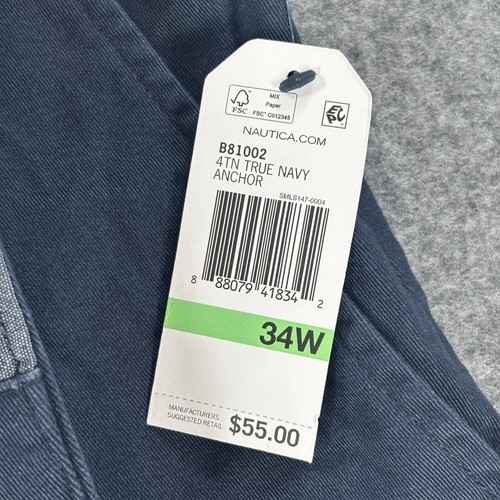 FSC
MIX
Paper
FSC™ C012345
NAUTICA.COM
B81002
4TN TRUE NAVY
ANCHOR
SMLS147-0004
8 88079 41834 2
34W
MANUFACTURERS
SUGGESTED RETAIL
$55.00